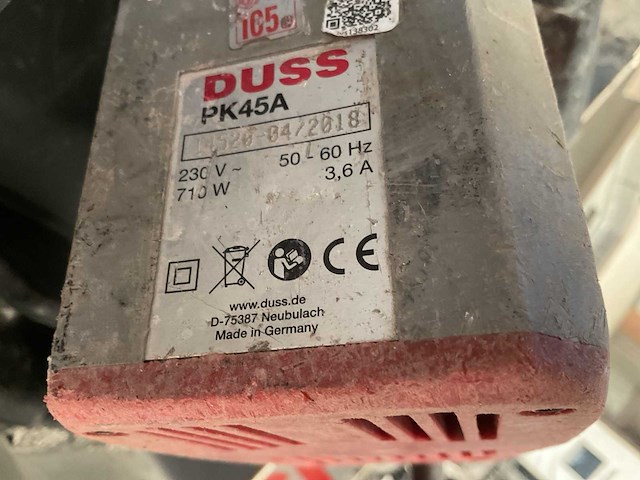 iC5
DUSS
PK45A
04/2018
230 V ~ 50 - 60 Hz
710 W 3,6 A
CE
www.duss.de
D-75387 Neubulach
Made in Germany